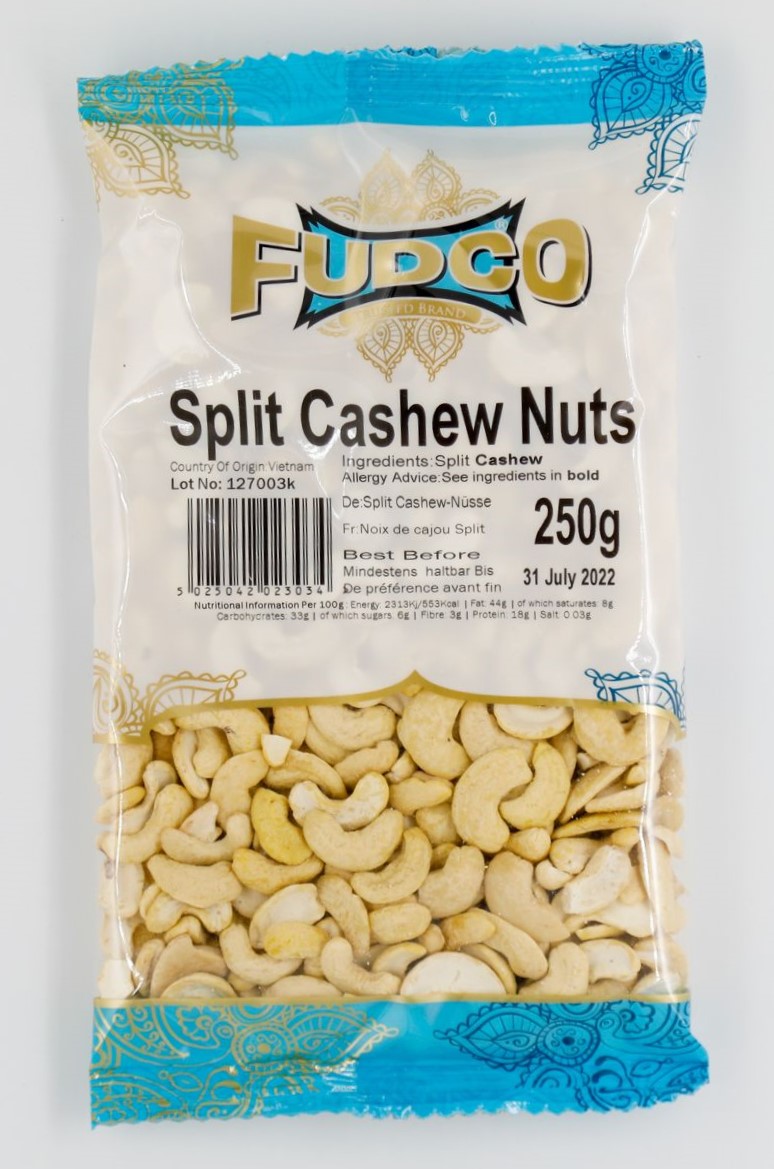 FUDCO®
TRUSTED BRAND
Split Cashew Nuts
Country Of Origin:Vietnam
Lot No: 127003k
Ingredients:Split Cashew
Allergy Advice:See ingredients in bold
De:Split Cashew-Nüsse
Fr:Noix de cajou Split
250g
Best Before
Mindestens haltbar Bis
De préférence avant fin
31 July 2022
5 025042 023034
Nutritional Information Per 100g: Energy: 2313Kj/553Kcal | Fat: 44g | of which saturates: 8g
Carbohycrates: 33g | of which sugars: 6g | Fibre: 3g | Protein: 18g | Salt: 0.03g